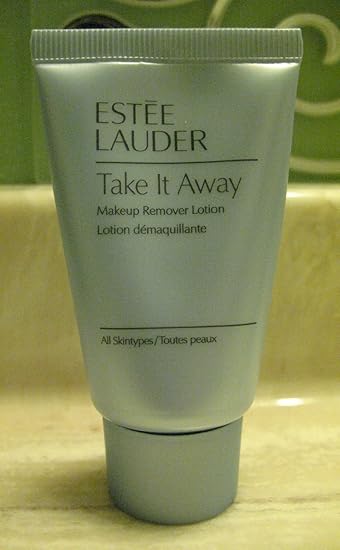 ESTĒE
LAUDER
Take It Away
Makeup Remover Lotion
Lotion démaquillante
All Skintypes/Toutes peaux